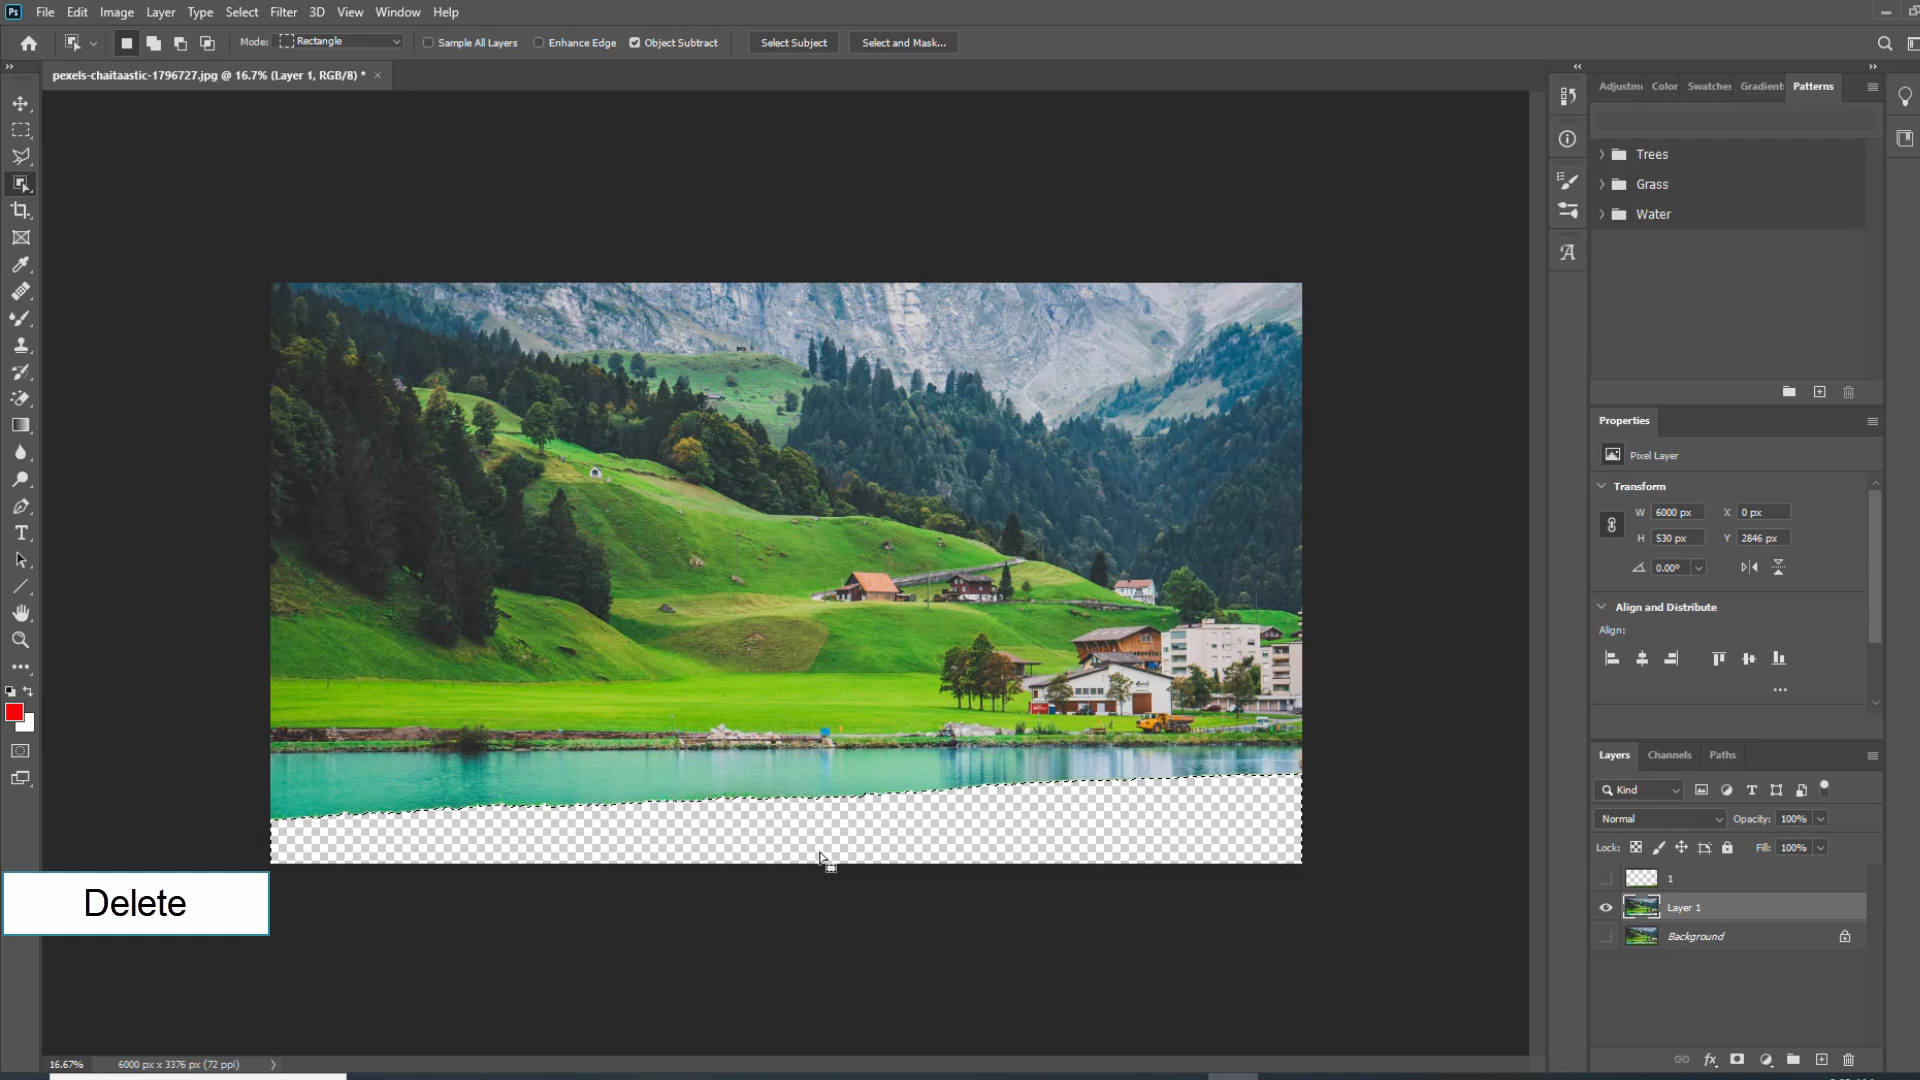 Ps File Edit Image Layer Type Select Filter 3D View Window Help
Mode: Rectangle Sample All Layers Enhance Edge Object Subtract Select Subject Select and Mask...
pexels-chaitaastic-1796727.jpg @ 16.7% (Layer 1, RGB/8) * ×
Adjustme Color Swatches Gradient Patterns
Trees
Grass
Water
Properties
Pixel Layer
Transform
W 6000 px X 0 px
H 530 px Y 2846 px
0.00°
Align and Distribute
Align:
Layers Channels Paths
Kind
Normal Opacity: 100%
Lock: Fill: 100%
1
Layer 1
Background
Delete
16.67% 6000 px x 3376 px (72 ppi)